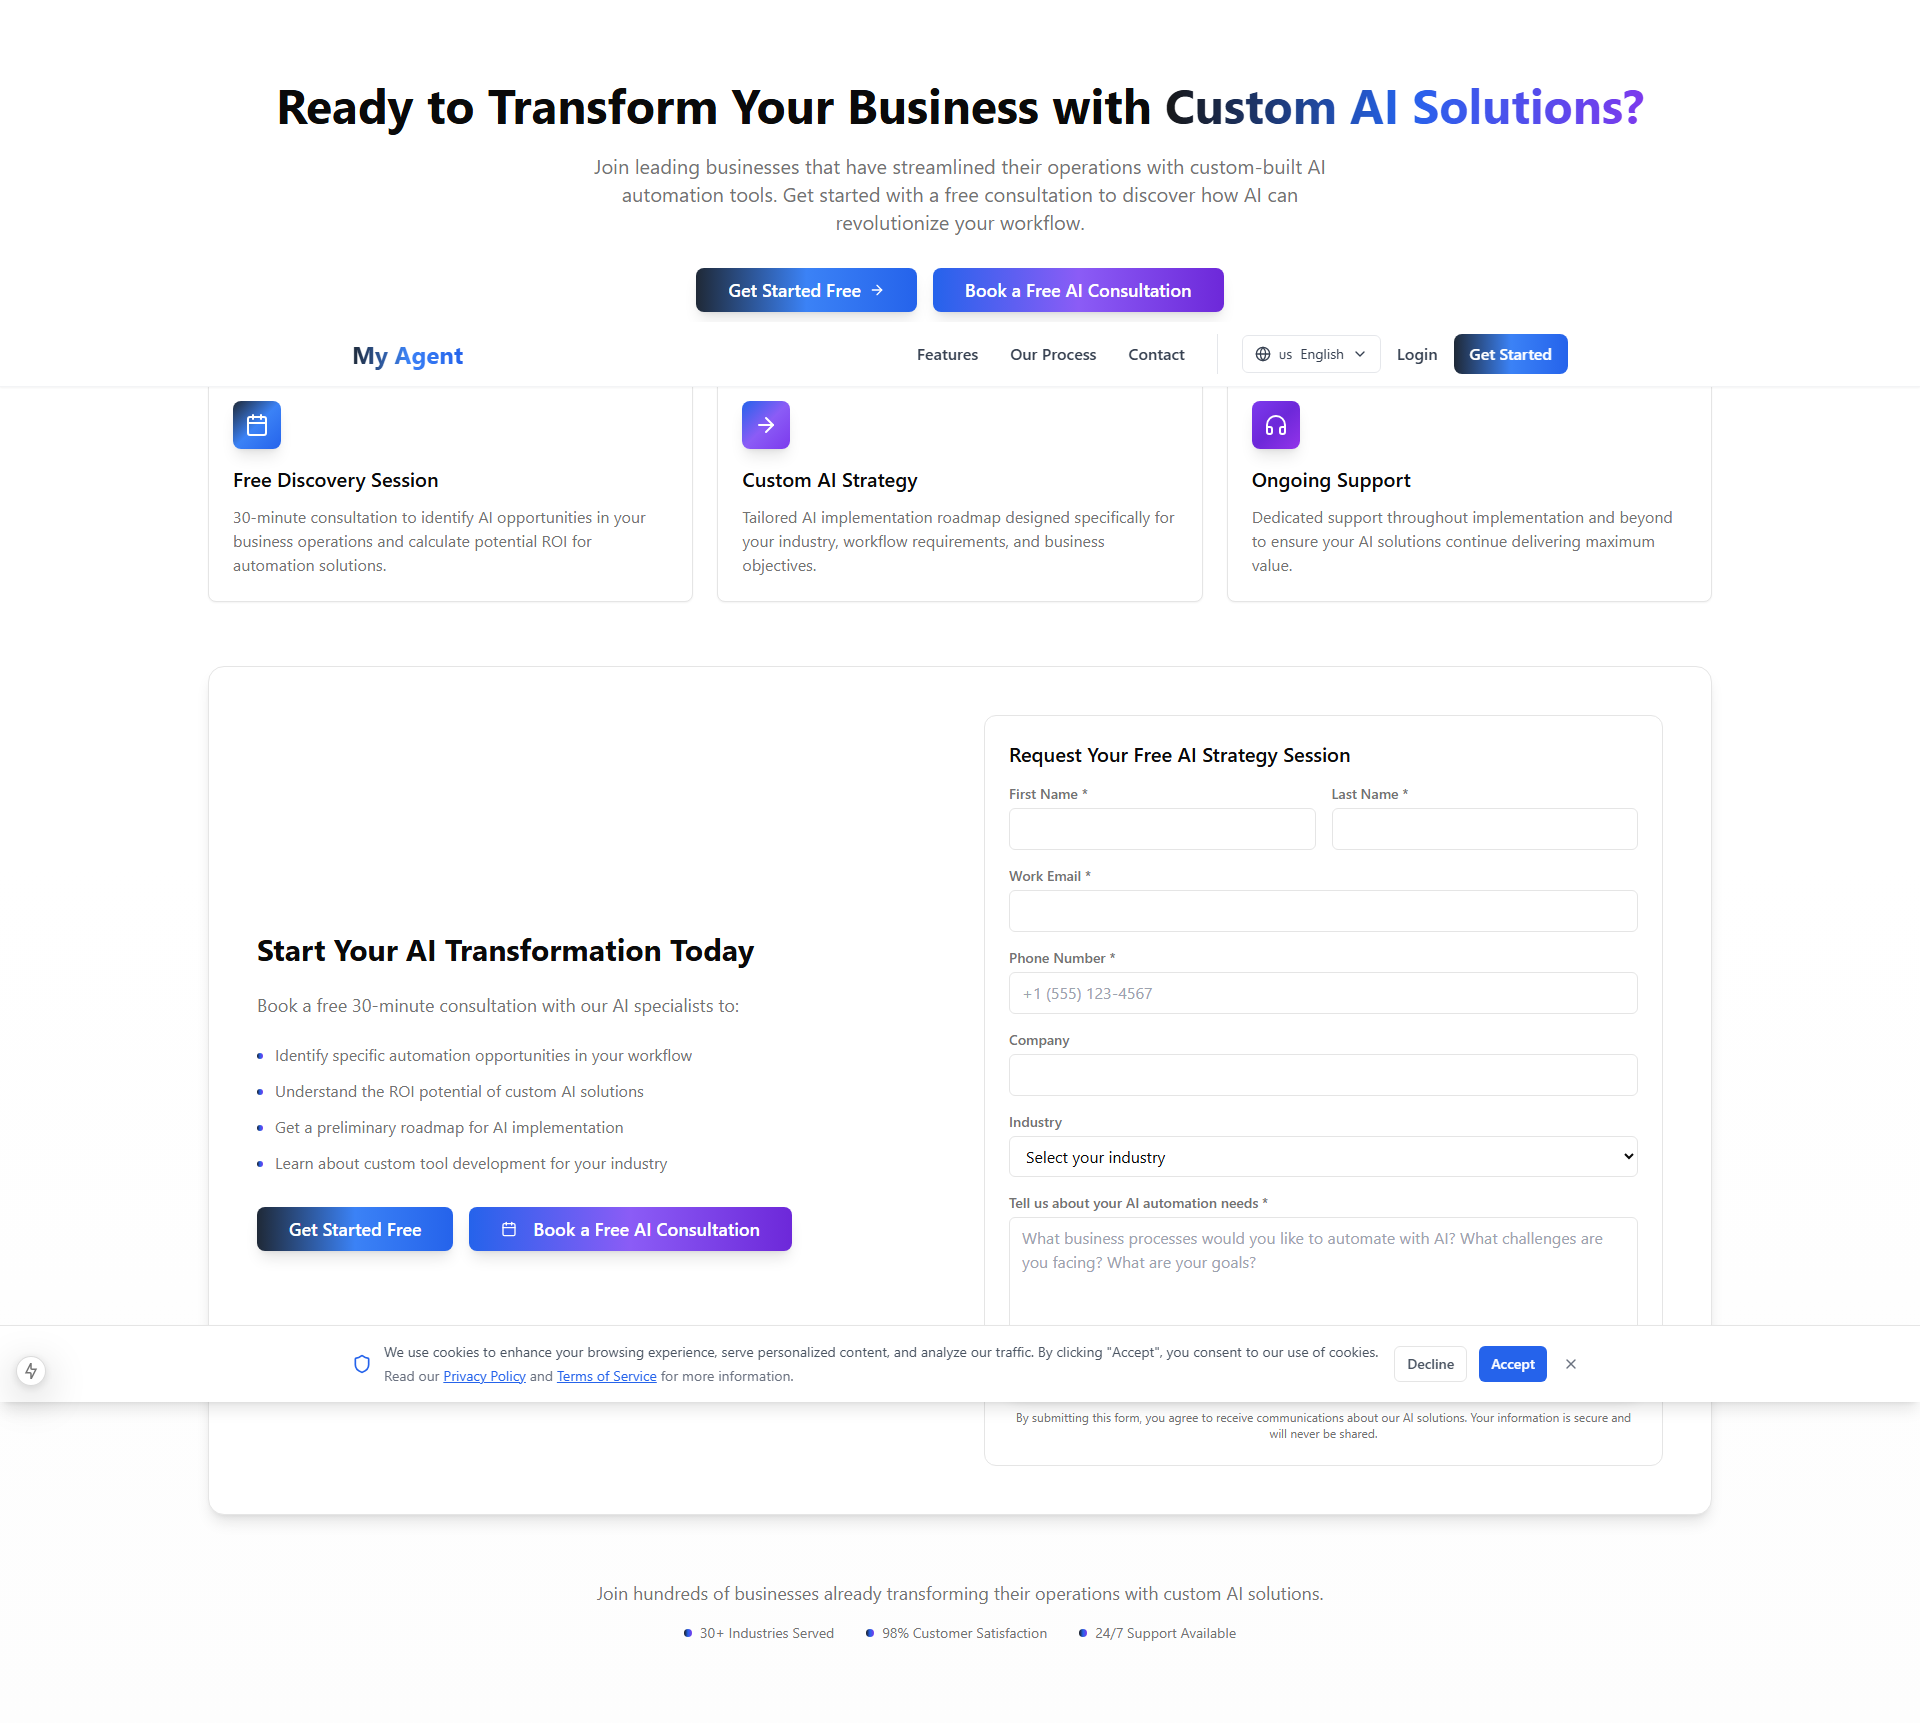 Ready to Transform Your Business with Custom AI Solutions?
Join leading businesses that have streamlined their operations with custom-built AI
automation tools. Get started with a free consultation to discover how AI can
revolutionize your workflow.
Get Started Free →
Book a Free AI Consultation
My Agent
Features
Our Process
Contact
us English
Login
Get Started
Free Discovery Session
30-minute consultation to identify AI opportunities in your
business operations and calculate potential ROI for
automation solutions.
Custom AI Strategy
Tailored AI implementation roadmap designed specifically for
your industry, workflow requirements, and business
objectives.
Ongoing Support
Dedicated support throughout implementation and beyond
to ensure your AI solutions continue delivering maximum
value.
Start Your AI Transformation Today
Book a free 30-minute consultation with our AI specialists to:
Identify specific automation opportunities in your workflow
Understand the ROI potential of custom AI solutions
Get a preliminary roadmap for AI implementation
Learn about custom tool development for your industry
Get Started Free
Book a Free AI Consultation
Request Your Free AI Strategy Session
First Name *
Last Name *
Work Email *
Phone Number *
+1 (555) 123-4567
Company
Industry
Select your industry
Tell us about your AI automation needs *
What business processes would you like to automate with AI? What challenges are
you facing? What are your goals?
We use cookies to enhance your browsing experience, serve personalized content, and analyze our traffic. By clicking "Accept", you consent to our use of cookies.
Read our Privacy Policy and Terms of Service for more information.
Decline
Accept
By submitting this form, you agree to receive communications about our AI solutions. Your information is secure and
will never be shared.
Join hundreds of businesses already transforming their operations with custom AI solutions.
30+ Industries Served
98% Customer Satisfaction
24/7 Support Available